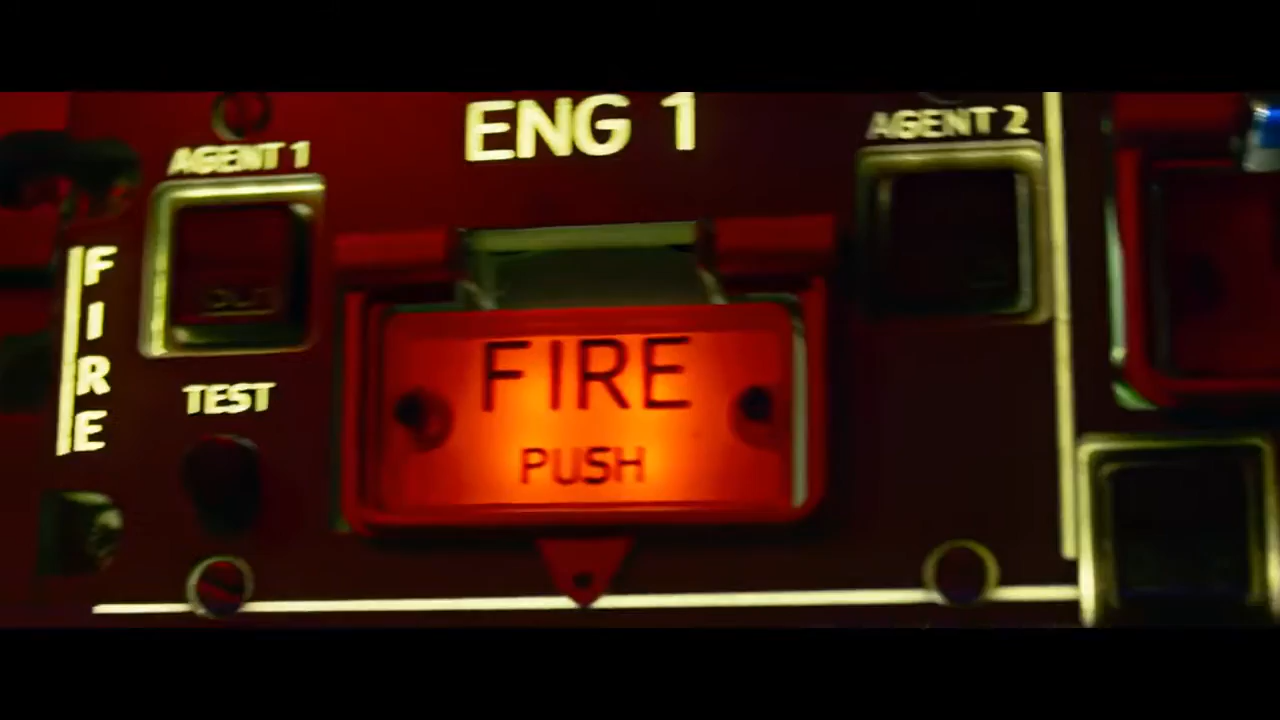 ENG 1
AGENT 1
AGENT 2
FIRE
TEST
FIRE
PUSH